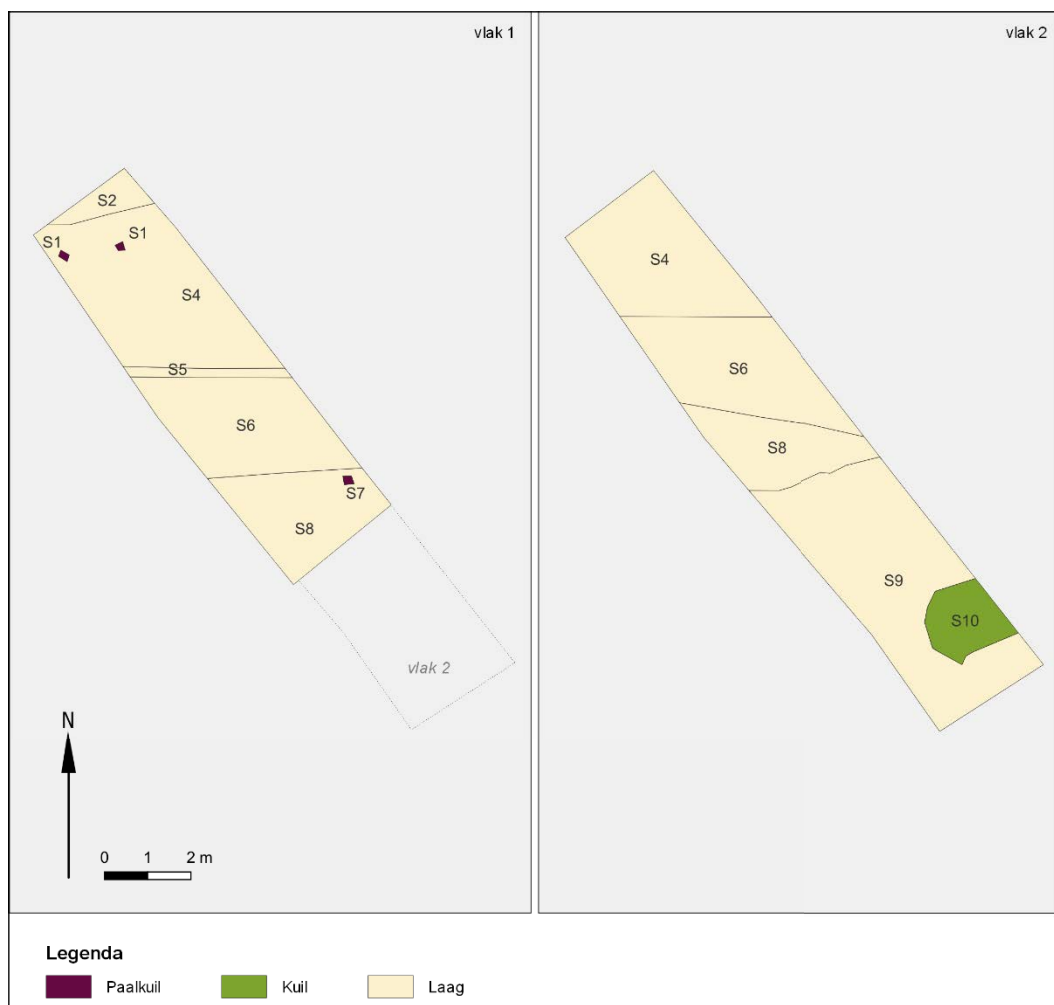 vlak 1
S2
S1
S1
S4
S5
S6
S7
S8
vlak 2
N
0 1 2 m
vlak 2
S4
S6
S8
S9
S10
Legenda
Paalkuil Kuil Laag